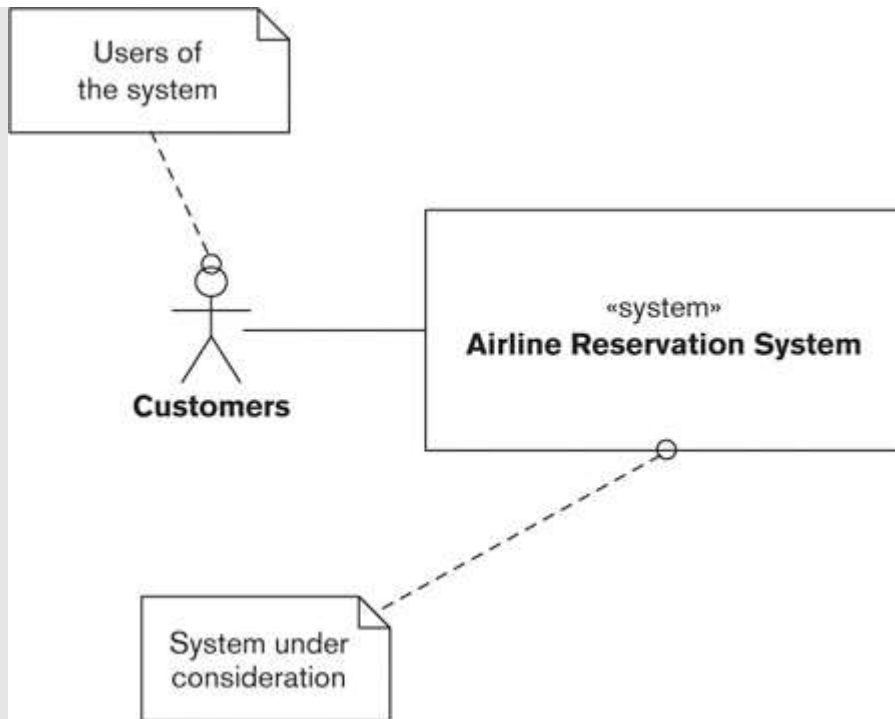 Users of
the system
«system»
Airline Reservation System
Customers
System under
consideration